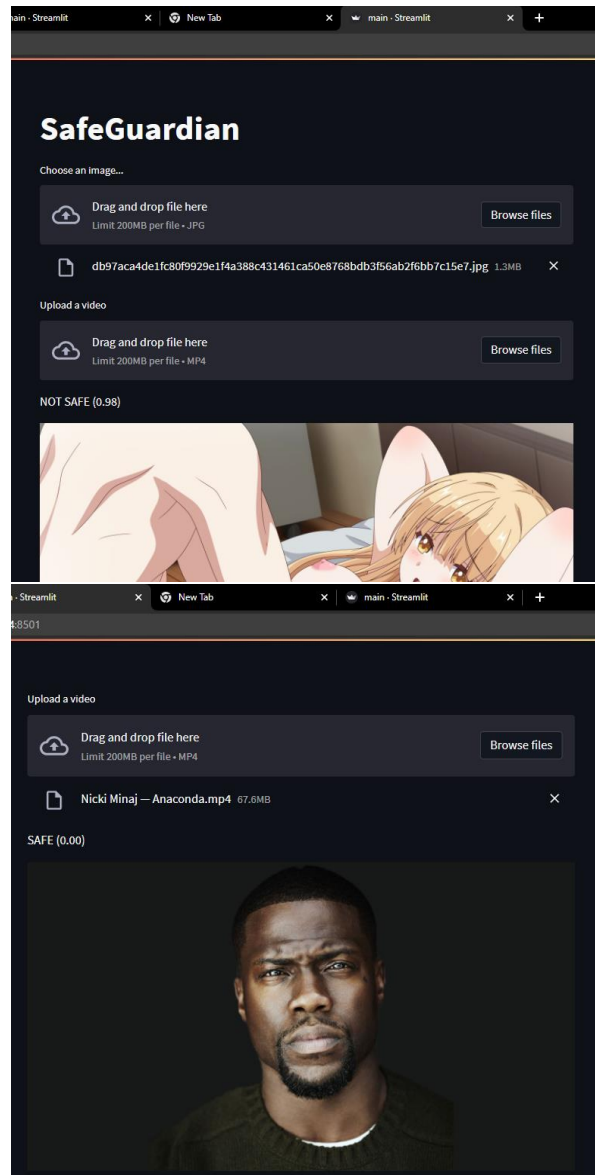 main · Streamlit
New Tab
main · Streamlit
SafeGuardian
Choose an image...
Drag and drop file here
Limit 200MB per file • JPG
Browse files
db97aca4de1fc80f9929e1f4a388c431461ca50e8768bdb3f56ab2f6bb7c15e7.jpg 1.3MB
Upload a video
Drag and drop file here
Limit 200MB per file • MP4
Browse files
NOT SAFE (0.98)
· Streamlit
New Tab
main · Streamlit
4:8501
Upload a video
Drag and drop file here
Limit 200MB per file • MP4
Browse files
Nicki Minaj — Anaconda.mp4 67.6MB
SAFE (0.00)